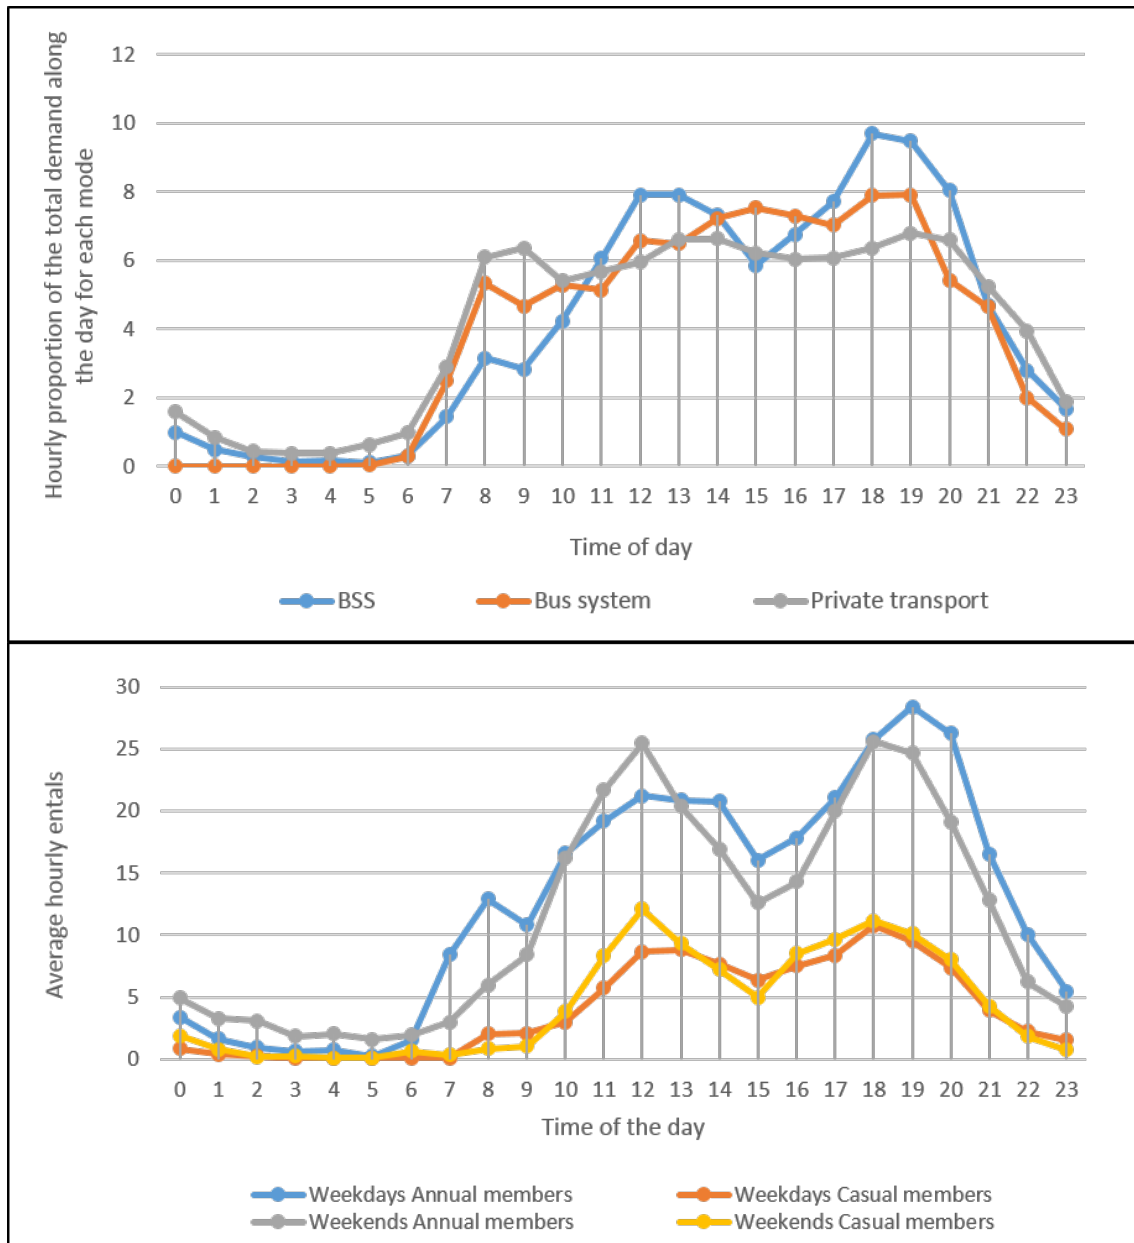 Hourly proportion of the total demand along
the day for each mode
12
10
8
6
4
2
0
0 1 2 3 4 5 6 7 8 9 10 11 12 13 14 15 16 17 18 19 20 21 22 23
Time of day
BSS Bus system Private transport
Average hourly entals
30
25
20
15
10
5
0
0 1 2 3 4 5 6 7 8 9 10 11 12 13 14 15 16 17 18 19 20 21 22 23
Time of the day
Weekdays Annual members Weekdays Casual members
Weekends Annual members Weekends Casual members